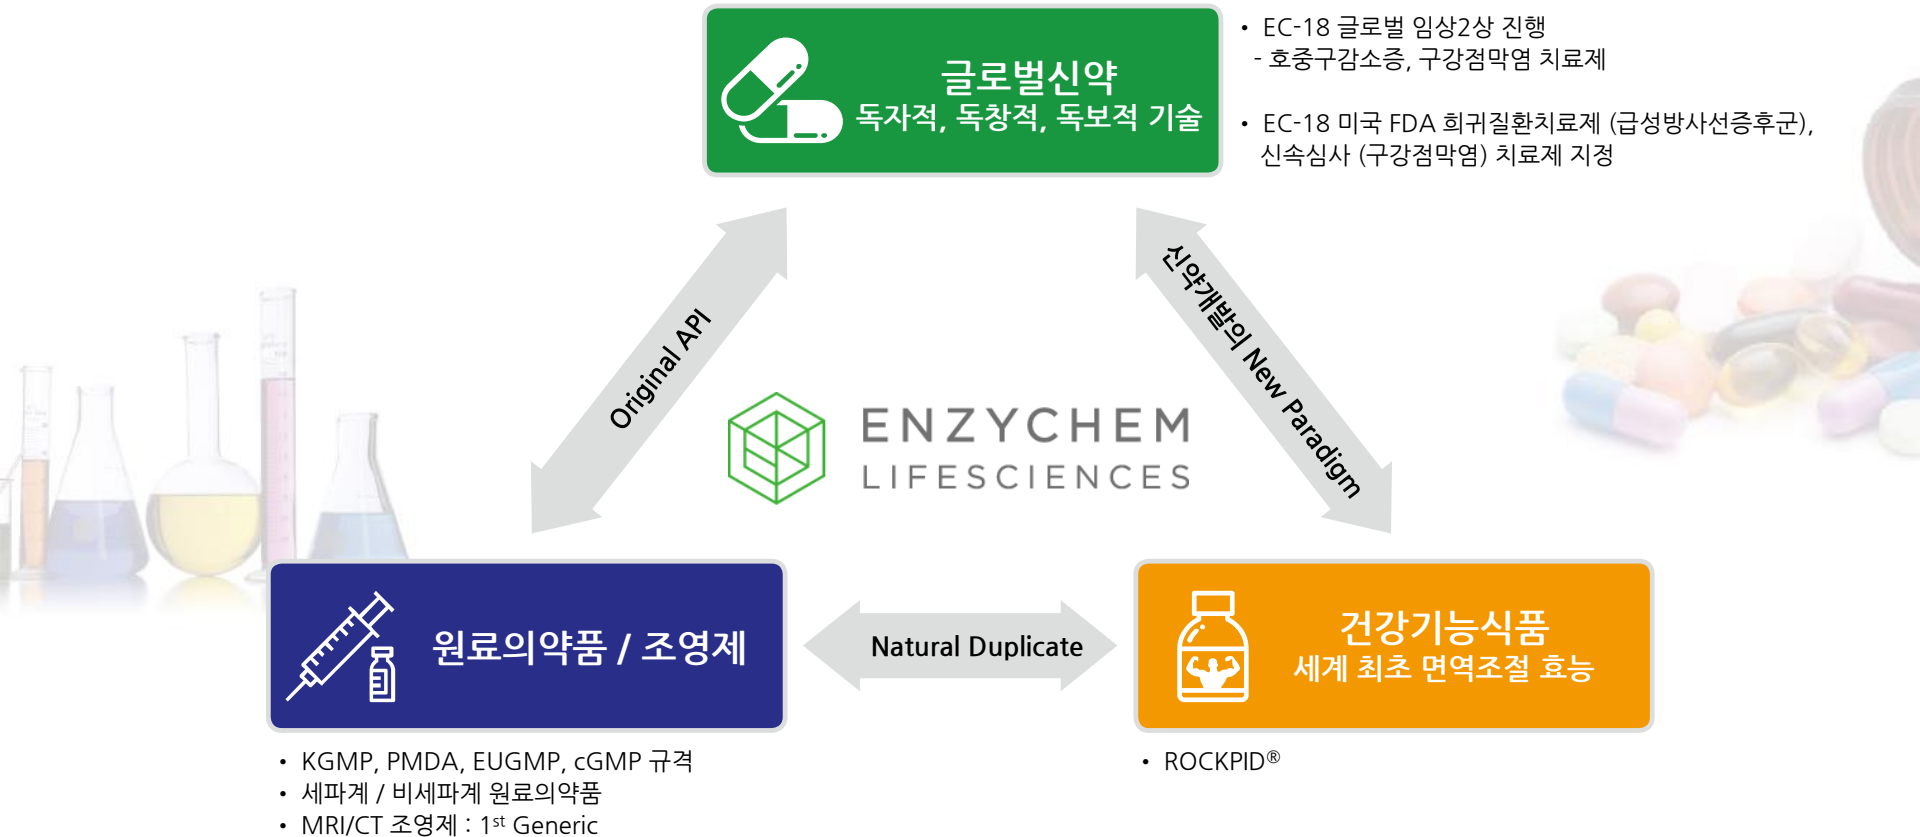 글로벌신약
독자적, 독창적, 독보적 기술
• EC-18 글로벌 임상2상 진행
- 호중구감소증, 구강점막염 치료제
• EC-18 미국 FDA 희귀질환치료제 (급성방사선증후군),
신속심사 (구강점막염) 치료제 지정
Original API
신약개발의 New Paradigm
ENZYCHEM
LIFESCIENCES
원료의약품 / 조영제
Natural Duplicate
건강기능식품
세계 최초 면역조절 효능
• KGMP, PMDA, EUGMP, cGMP 규격
• 세파계 / 비세파계 원료의약품
• MRI/CT 조영제 : 1st Generic
• ROCKPID®